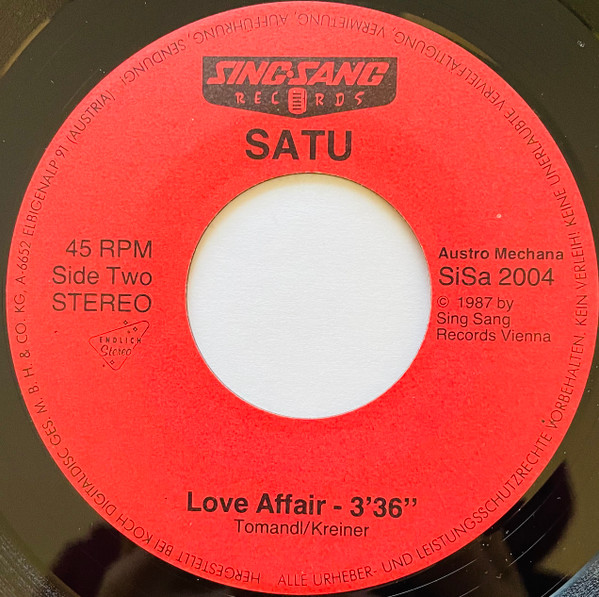 SING·SANG
RECORDS
SATU
45 RPM
Side Two
STEREO
ENDLICH
Stereo
Austro Mechana
SiSa 2004
© 1987 by
Sing Sang
Records Vienna
Love Affair - 3'36"
Tomandl/Kreiner
HERGESTELLT BEI KOCH DIGITALDISC GES. M. B. H. & CO. KG, A-6652 ELBIGENALP 91 (AUSTRIA)
ALLE URHEBER- UND LEISTUNGSSCHUTZRECHTE VORBEHALTEN. KEIN VERLEIH! KEINE UNERLAUBTE VERVIELFÄLTIGUNG, VERMIETUNG, AUFFÜHRUNG, SENDUNG!